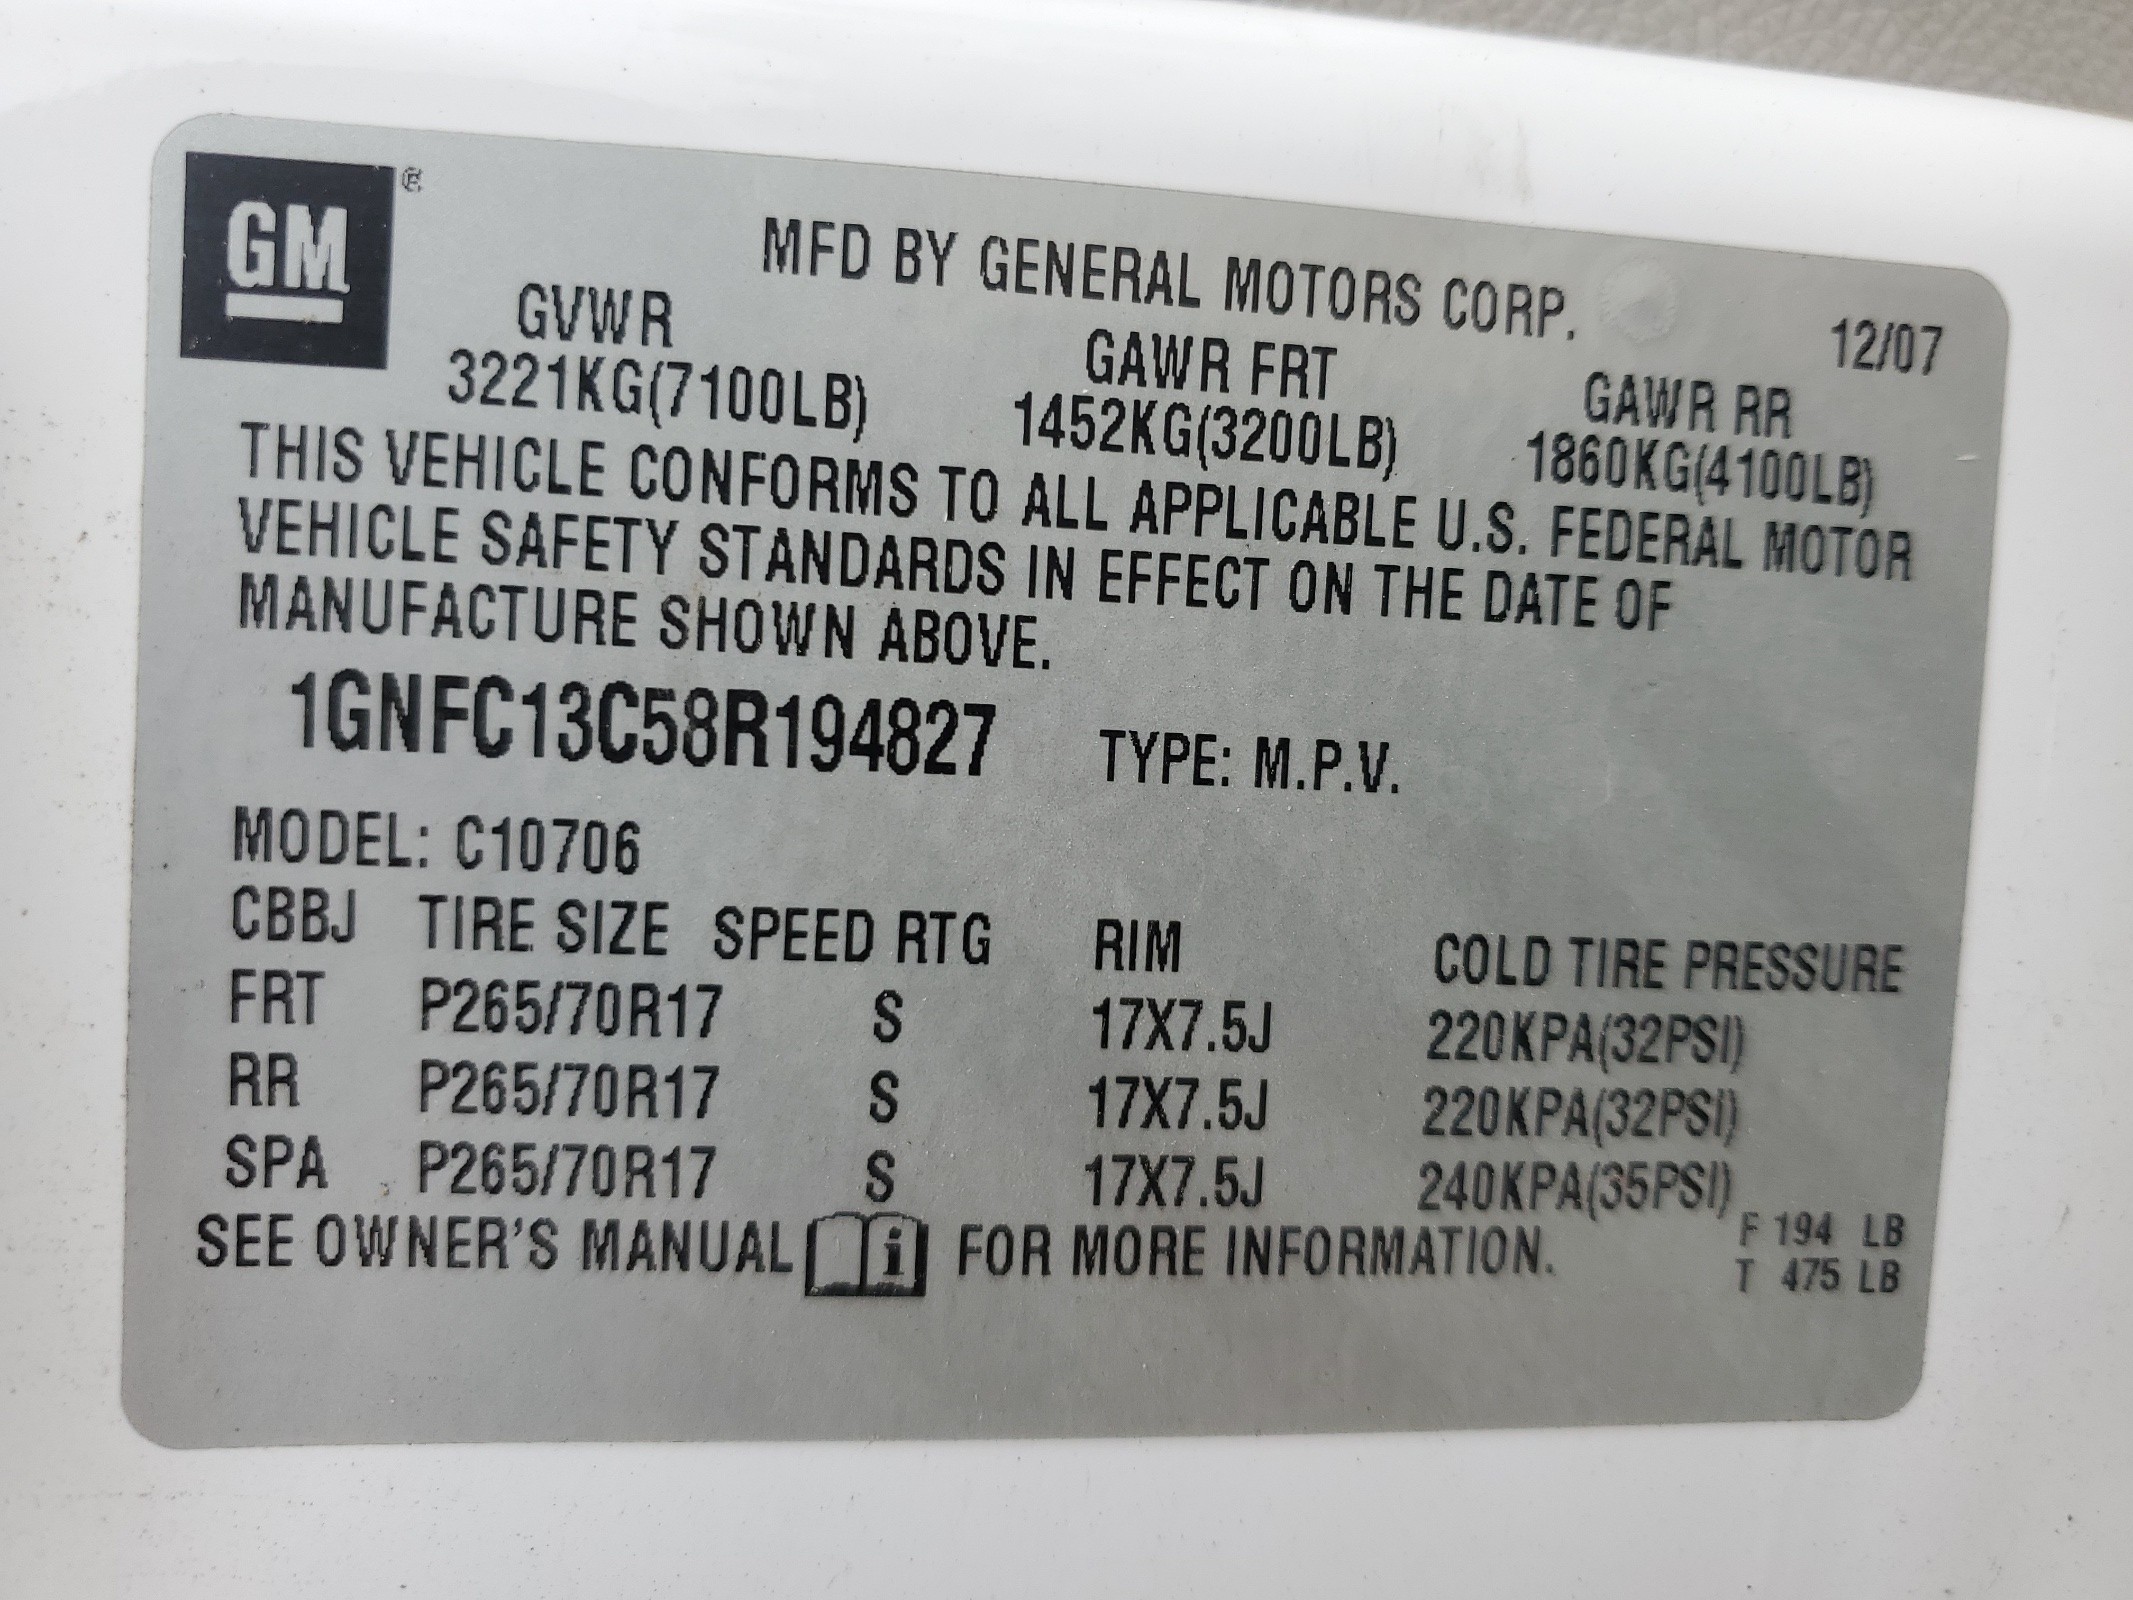 GM ®
MFD BY GENERAL MOTORS CORP.
12/07
GVWR GAWR FRT GAWR RR
3221KG(7100LB) 1452KG(3200LB) 1860KG(4100LB)
THIS VEHICLE CONFORMS TO ALL APPLICABLE U.S. FEDERAL MOTOR
VEHICLE SAFETY STANDARDS IN EFFECT ON THE DATE OF
MANUFACTURE SHOWN ABOVE.
1GNFC13C58R194827 TYPE: M.P.V.
MODEL: C10706
CBBJ TIRE SIZE SPEED RTG RIM COLD TIRE PRESSURE
FRT P265/70R17 S 17X7.5J 220KPA(32PSI)
RR P265/70R17 S 17X7.5J 220KPA(32PSI)
SPA P265/70R17 S 17X7.5J 240KPA(35PSI)
SEE OWNER'S MANUAL i FOR MORE INFORMATION.
F 194 LB
T 475 LB